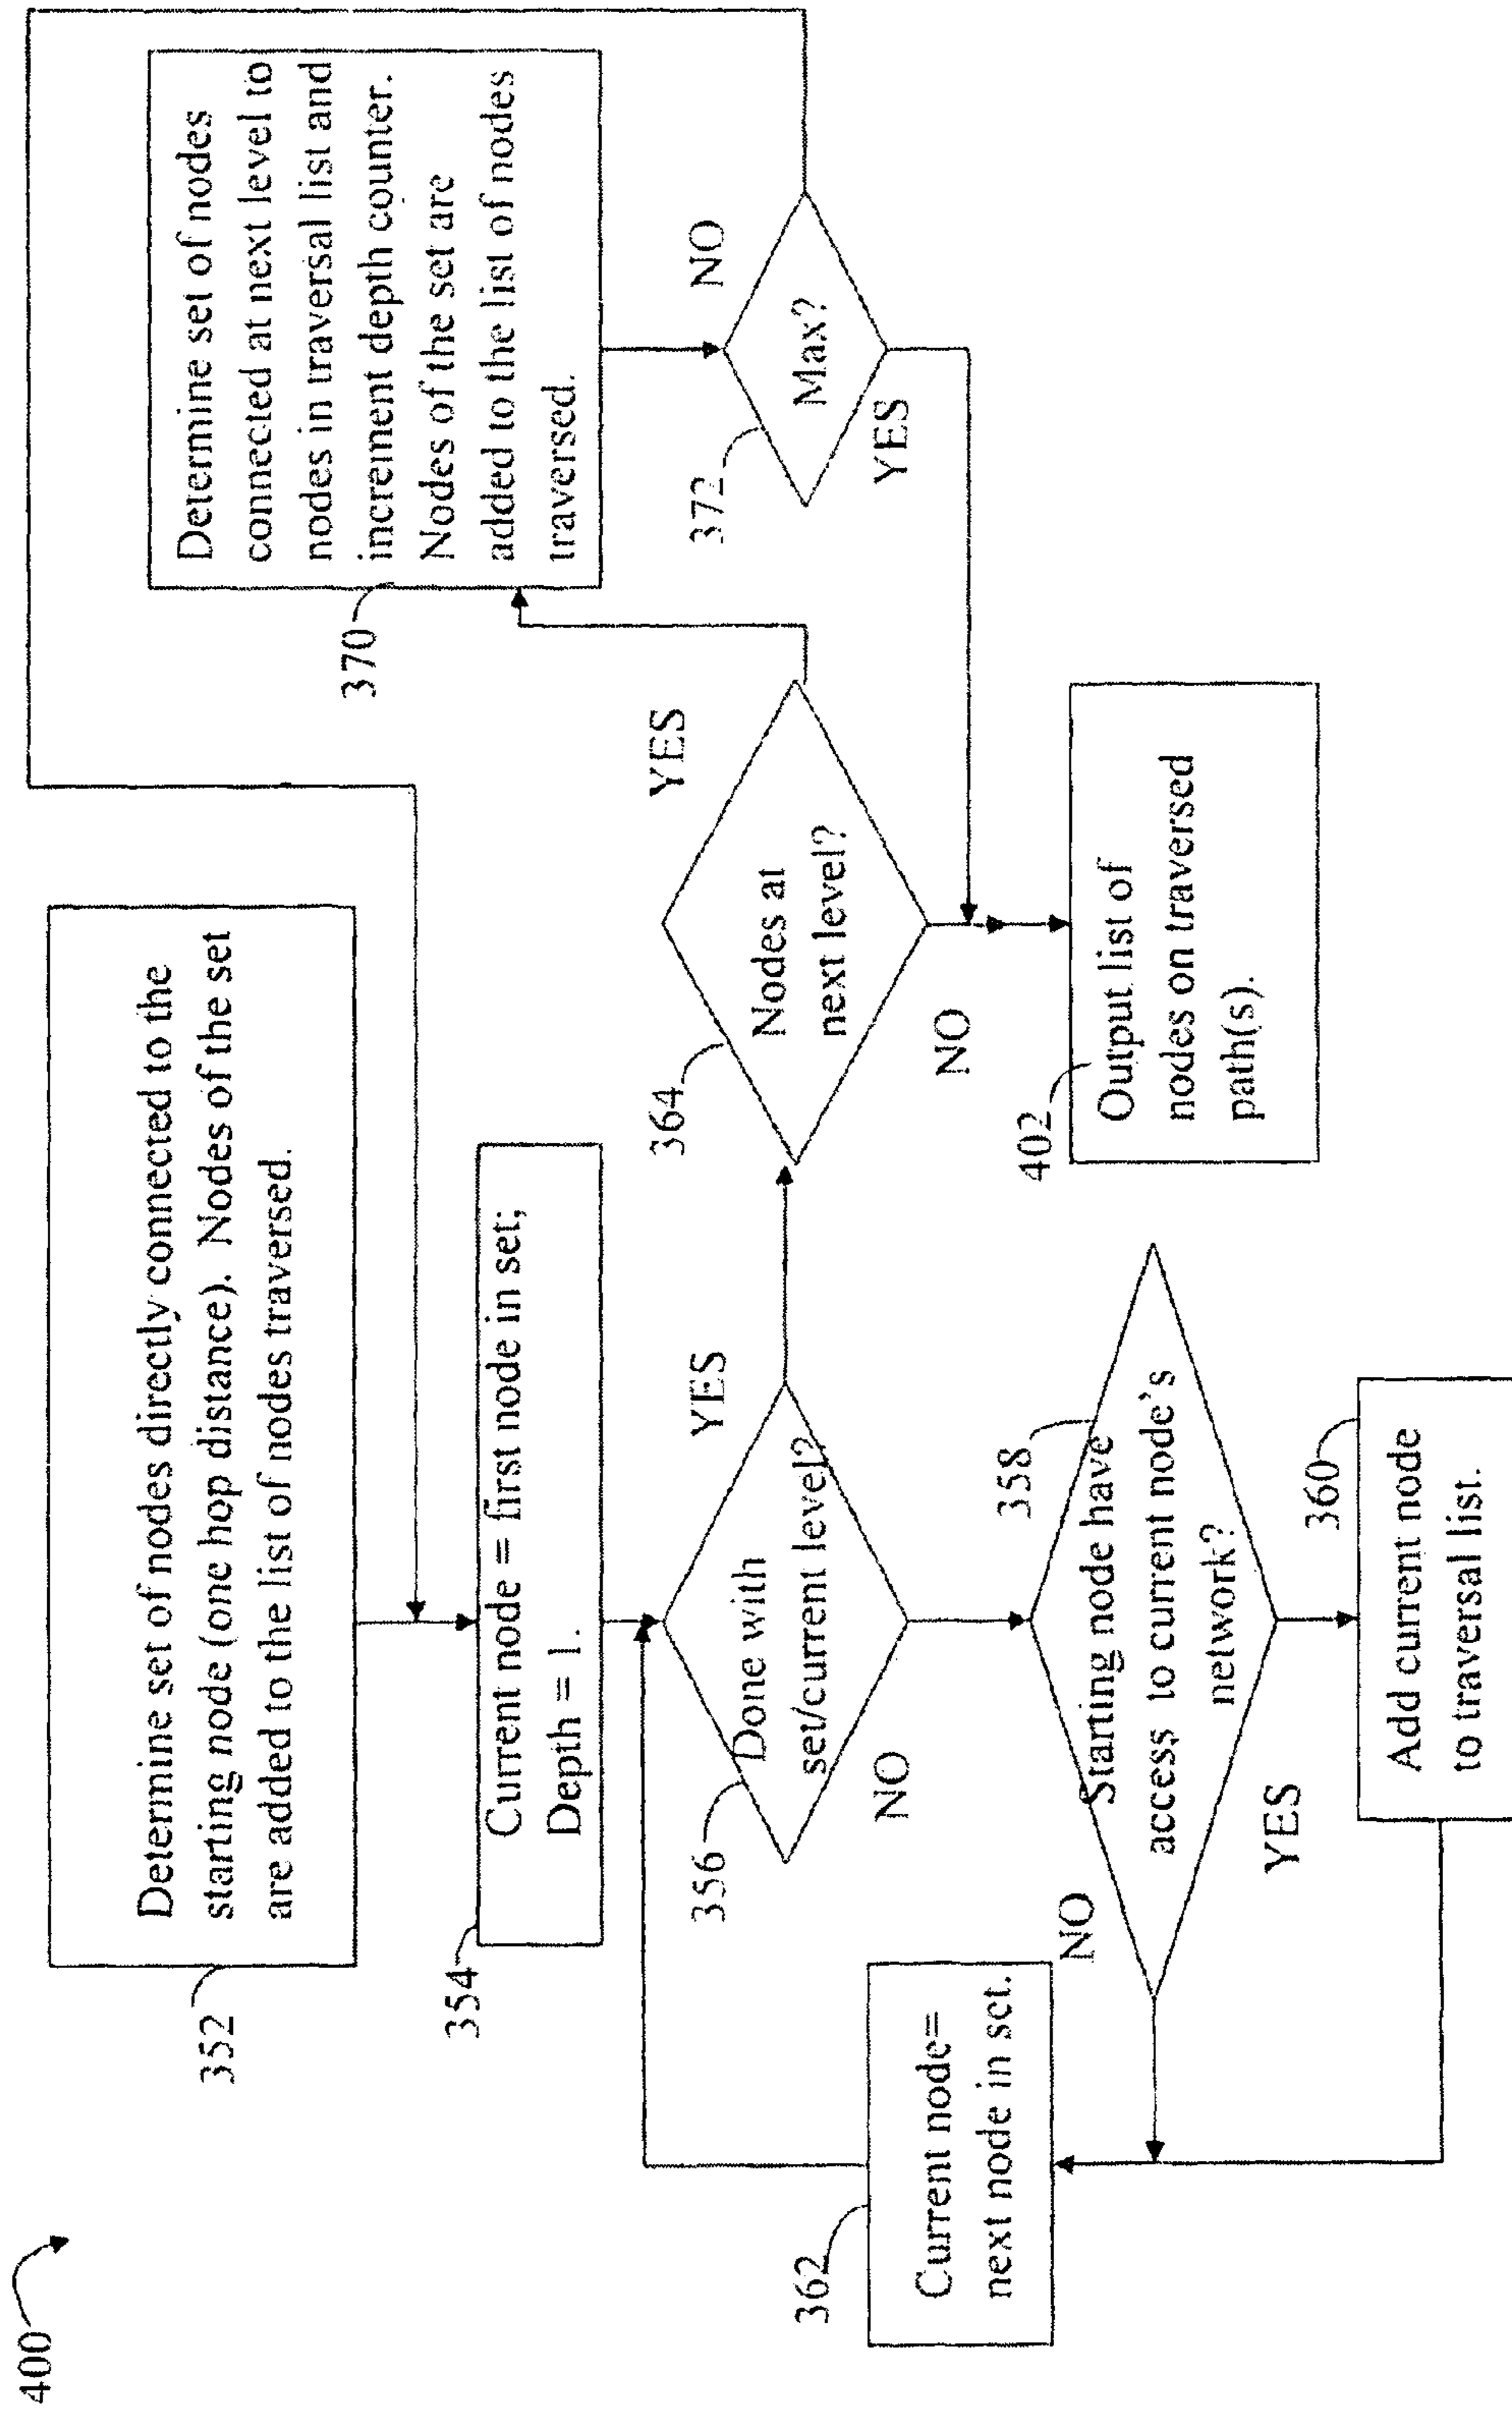 400
352
Determine set of nodes directly connected to the
starting node (one hop distance). Nodes of the set
are added to the list of nodes traversed.
354
Current node = first node in set;
Depth = 1.
356
Done with
set/current level?
YES
NO
358
Starting node have
access to current node's
network?
NO
YES
360
Add current node
to traversal list.
362
Current node=
next node in set.
364
Nodes at
next level?
YES
NO
370
Determine set of nodes
connected at next level to
nodes in traversal list and
increment depth counter.
Nodes of the set are
added to the list of nodes
traversed.
372
Max?
NO
YES
402
Output list of
nodes on traversed
path(s).